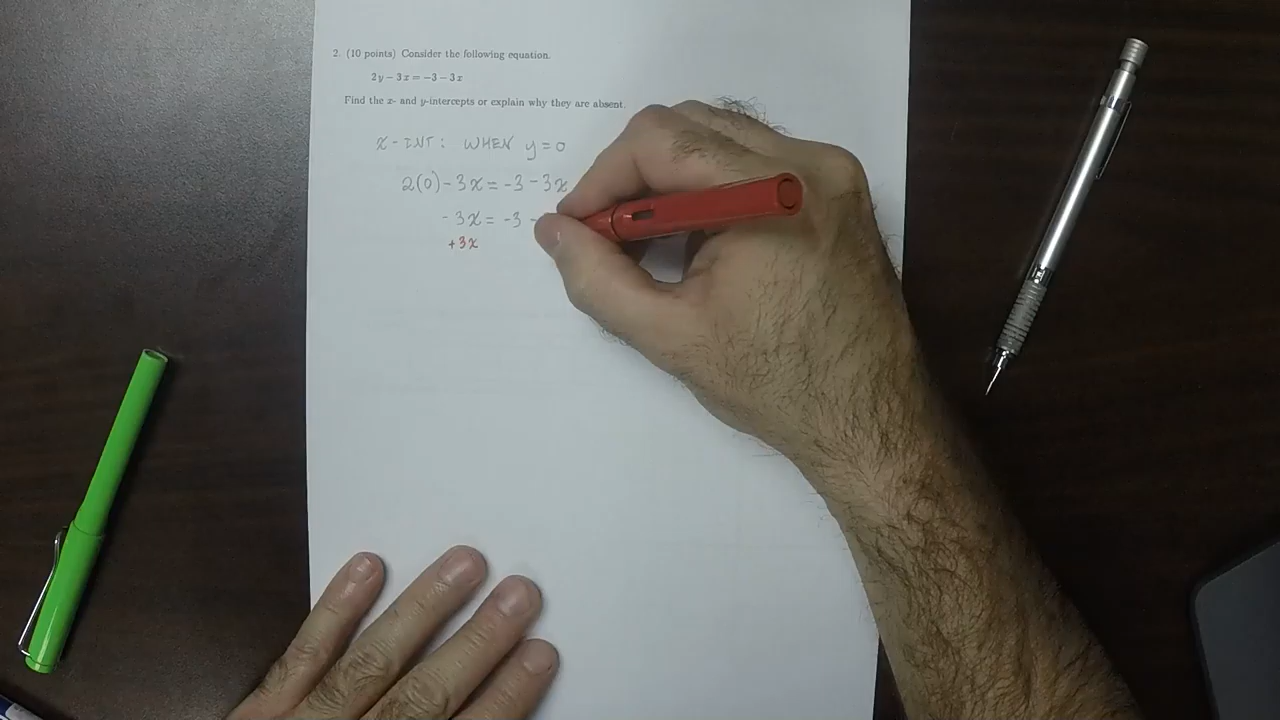 2. (10 points) Consider the following equation.
2y − 3x = −3 − 3x
Find the x- and y-intercepts or explain why they are absent.
x-INT: WHEN y=0
2(0)-3x=-3-3x
-3x=-3-
+3x